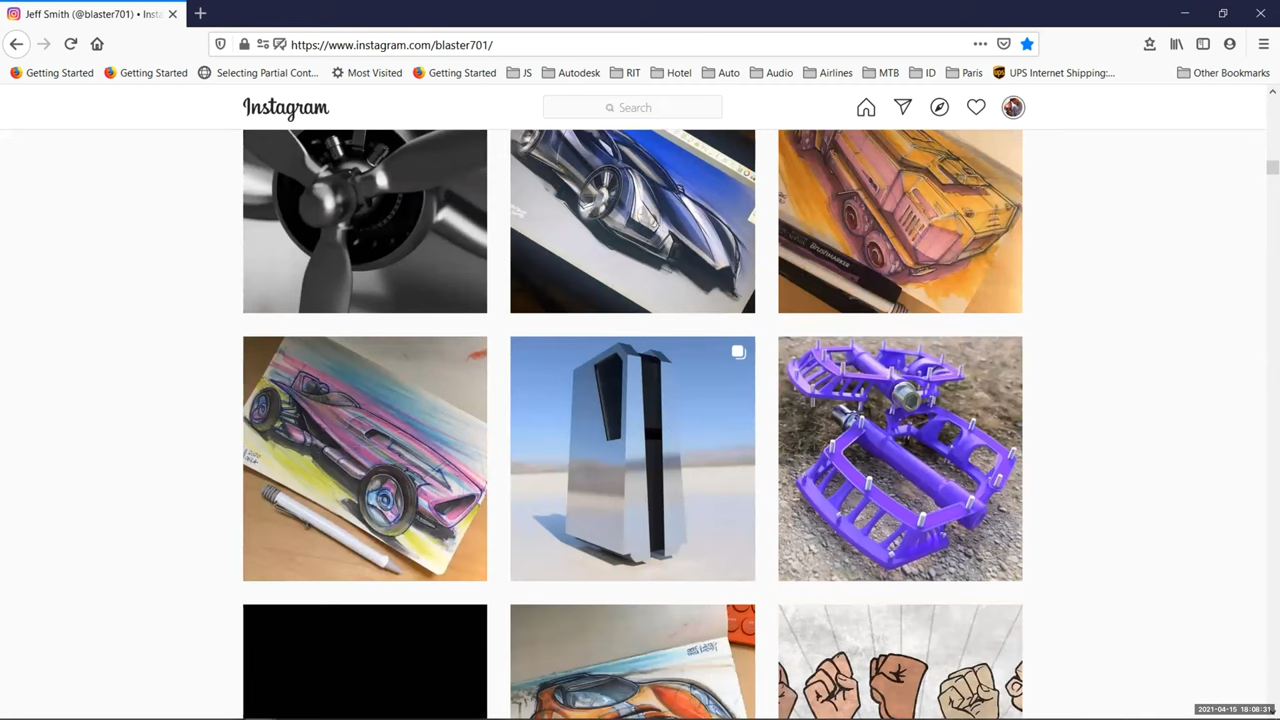 Jeff Smith (@blaster701) • Insta
https://www.instagram.com/blaster701/
Getting Started
Getting Started
Selecting Partial Cont...
Most Visited
Getting Started
JS
Autodesk
RIT
Hotel
Auto
Audio
Airlines
MTB
ID
Paris
UPS Internet Shipping:...
Other Bookmarks
Instagram
Search
BRUSHMARKER
2021-04-15 18:08:31